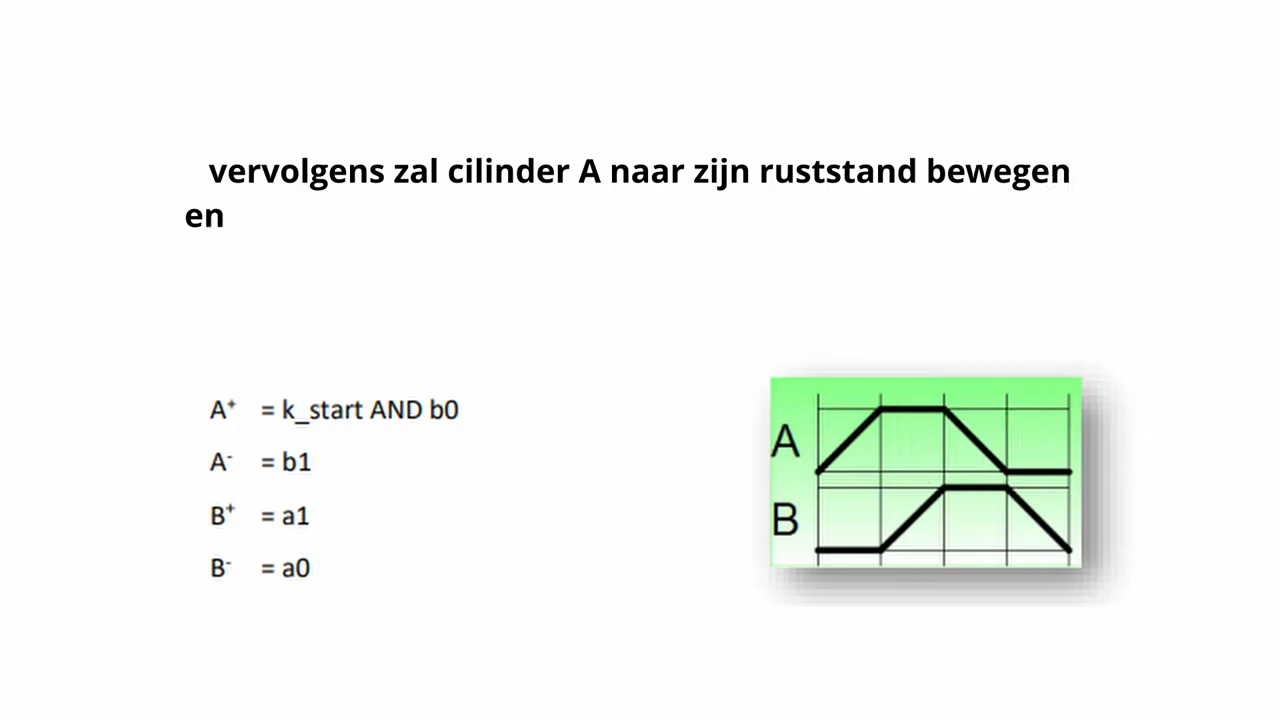 vervolgens zal cilinder A naar zijn ruststand bewegen
en
A⁺ = k_start AND b0
A⁻ = b1
B⁺ = a1
B⁻ = a0
A
B